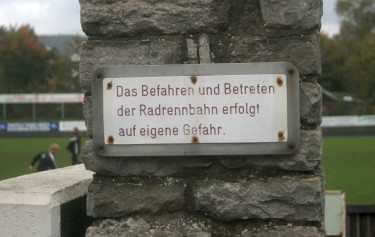 Das Befahren und Betreten
der Radrennbahn erfolgt
auf eigene Gefahr.